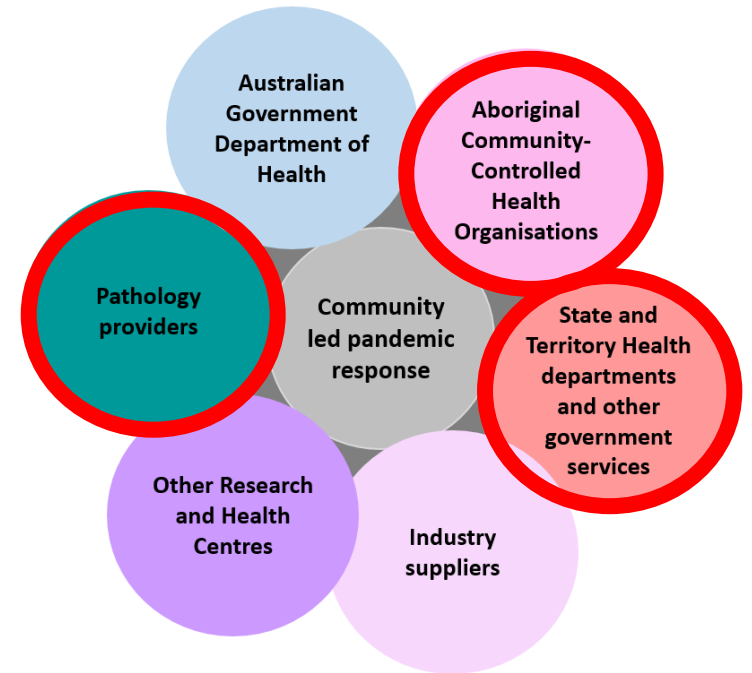 Australian
Government
Department of
Health
Aboriginal
Community-
Controlled
Health
Organisations
State and
Territory Health
departments
and other
government
services
Industry
suppliers
Other Research
and Health
Centres
Pathology
providers
Community
led pandemic
response